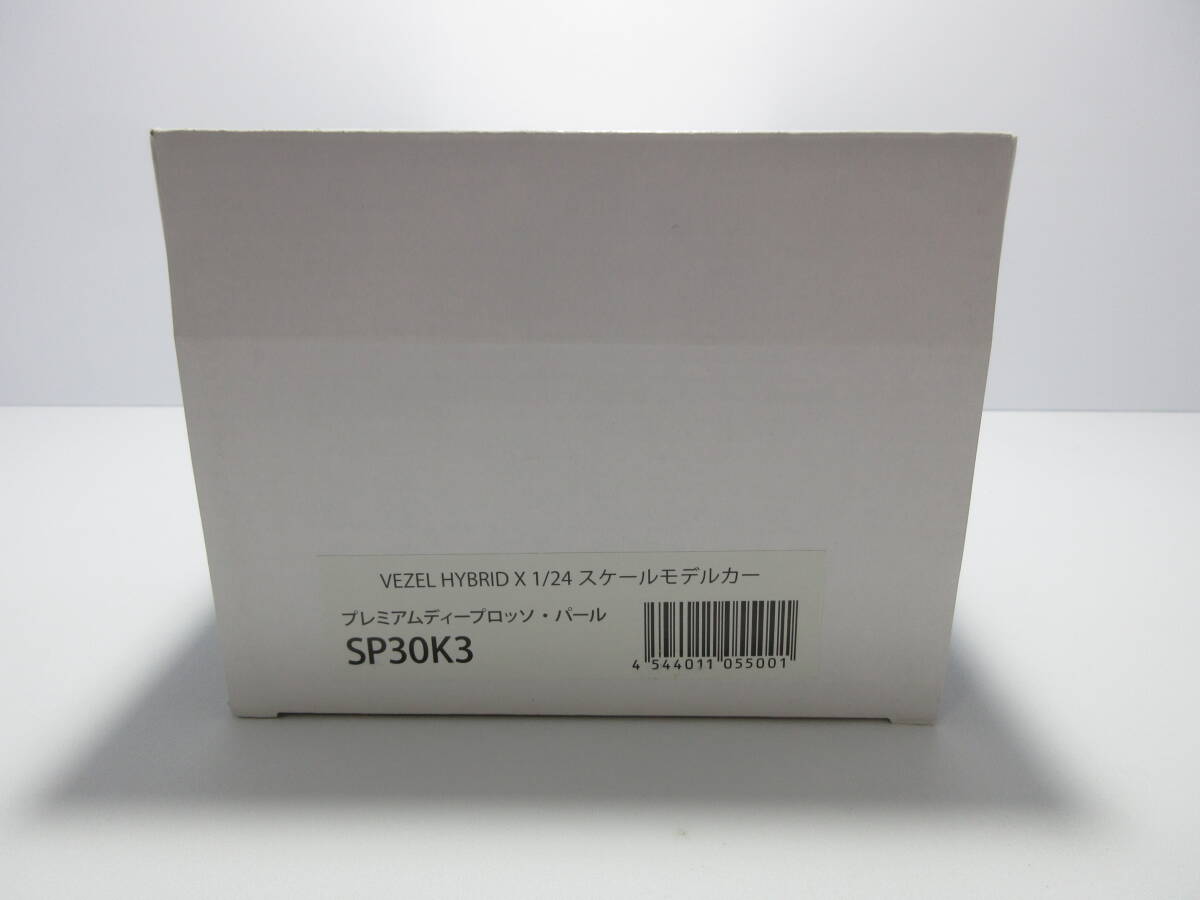 VEZEL HYBRID X 1/24 スケールモデルカー
プレミアムディープロッソ・パール
SP30K3
4 544011 055001